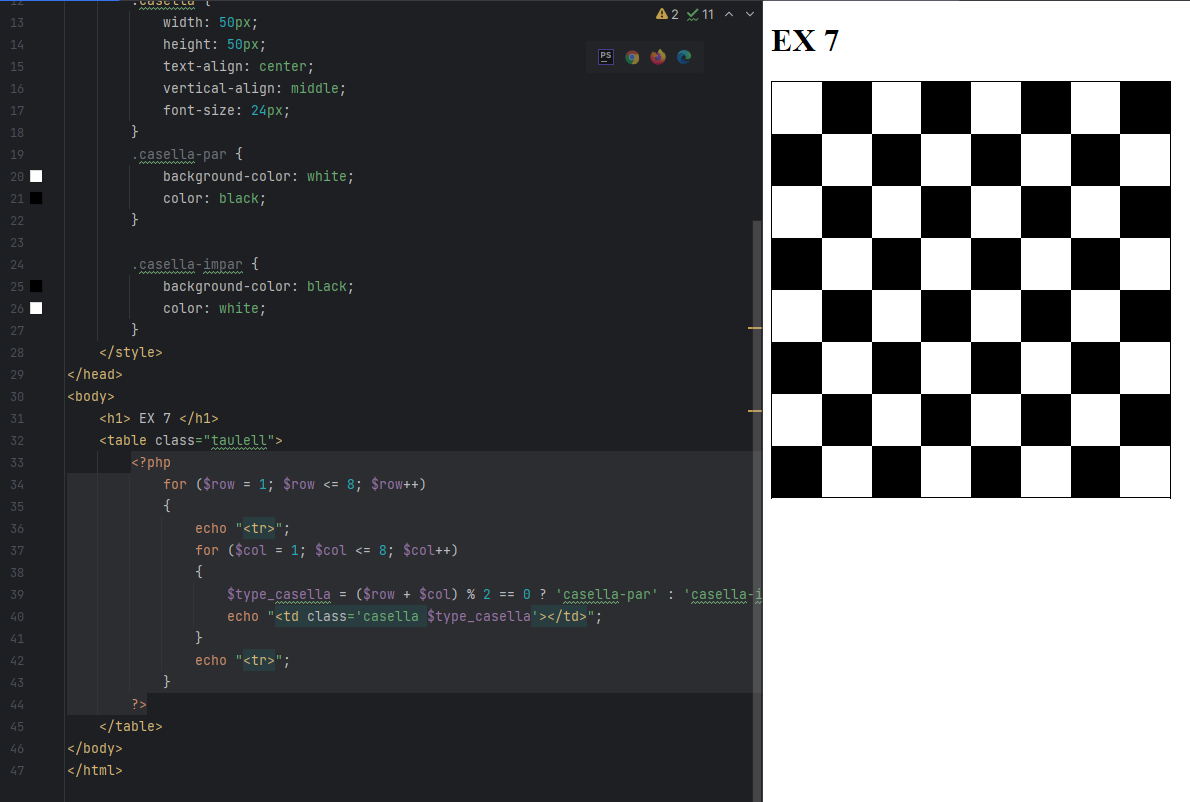 12 .casella {
2 11
13 width: 50px;
14 height: 50px;
PS
15 text-align: center;
16 vertical-align: middle;
17 font-size: 24px;
18 }
19 .casella-par {
20 background-color: white;
21 color: black;
22 }
23
24 .casella-impar {
25 background-color: black;
26 color: white;
27 }
28 </style>
29 </head>
30 <body>
31 <h1> EX 7 </h1>
32 <table class="taulell">
33 <?php
34 for ($row = 1; $row <= 8; $row++)
35 {
36 echo "<tr>";
37 for ($col = 1; $col <= 8; $col++)
38 {
39 $type_casella = ($row + $col) % 2 == 0 ? 'casella-par' : 'casella-i
40 echo "<td class='casella $type_casella'></td>";
41 }
42 echo "<tr>";
43 }
44 ?>
45 </table>
46 </body>
47 </html>
EX 7